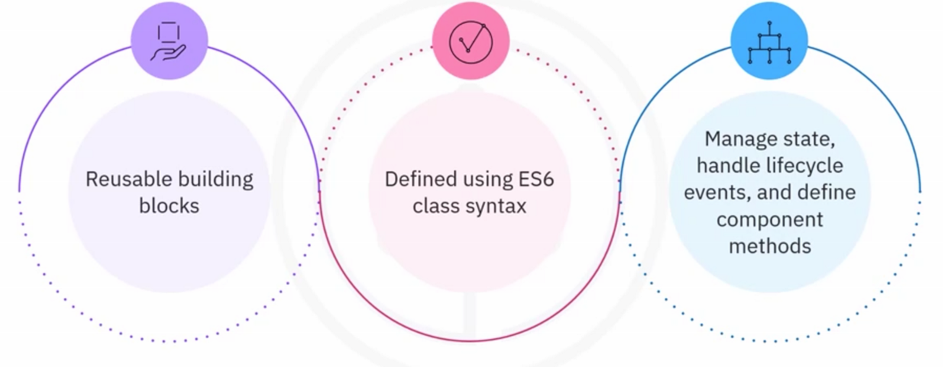 Reusable building
blocks
Defined using ES6
class syntax
Manage state,
handle lifecycle
events, and define
component
methods